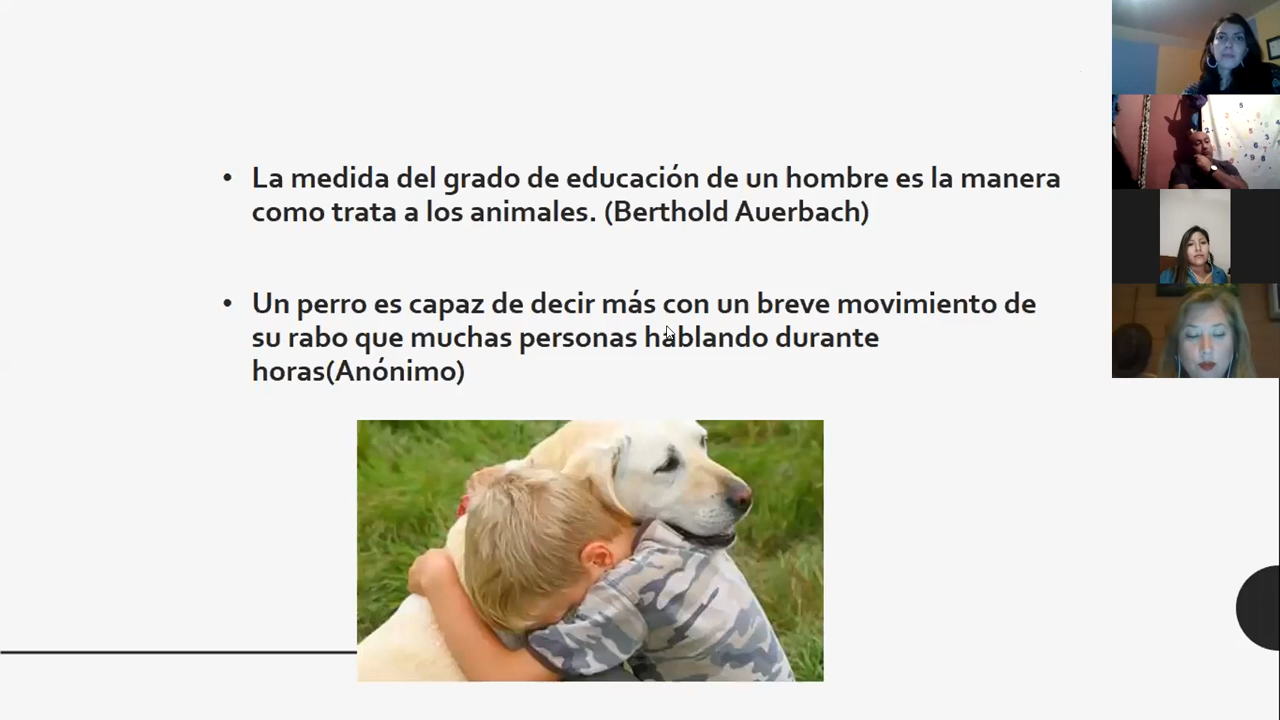 • La medida del grado de educación de un hombre es la manera
como trata a los animales. (Berthold Auerbach)
• Un perro es capaz de decir más con un breve movimiento de
su rabo que muchas personas hablando durante
horas(Anónimo)